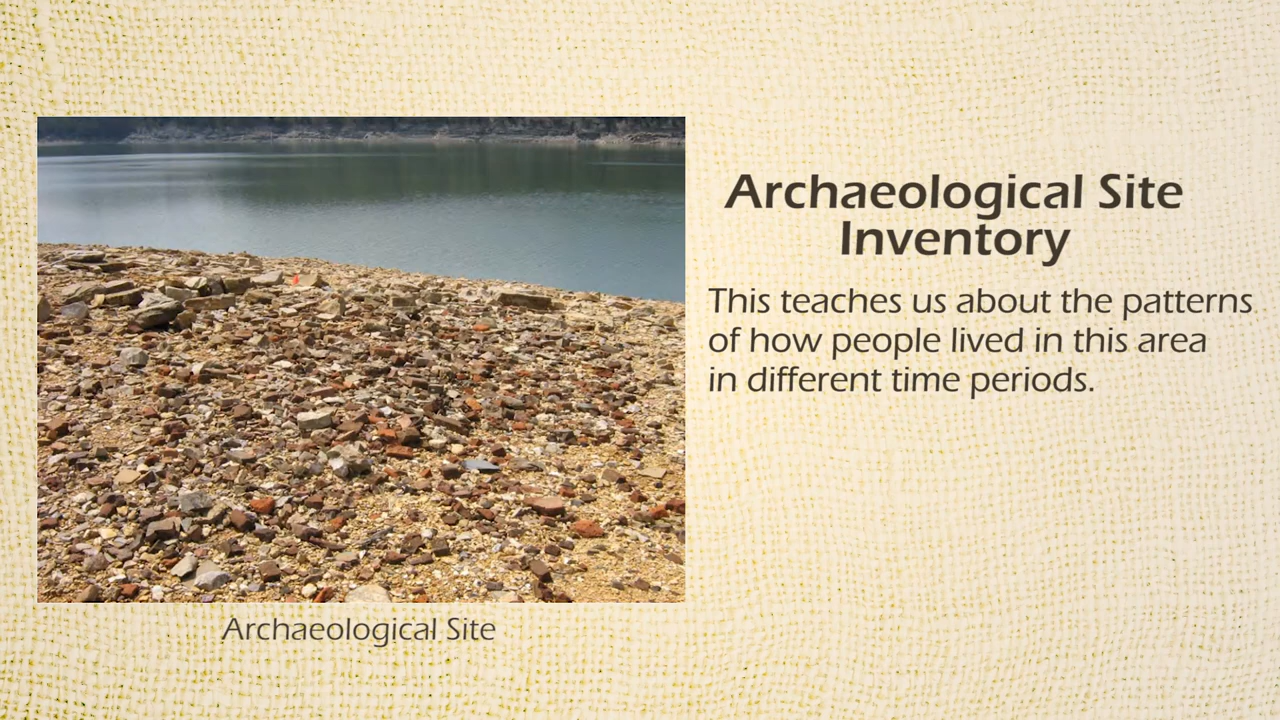 Archaeological Site
Inventory
This teaches us about the patterns
of how people lived in this area
in different time periods.
Archaeological Site